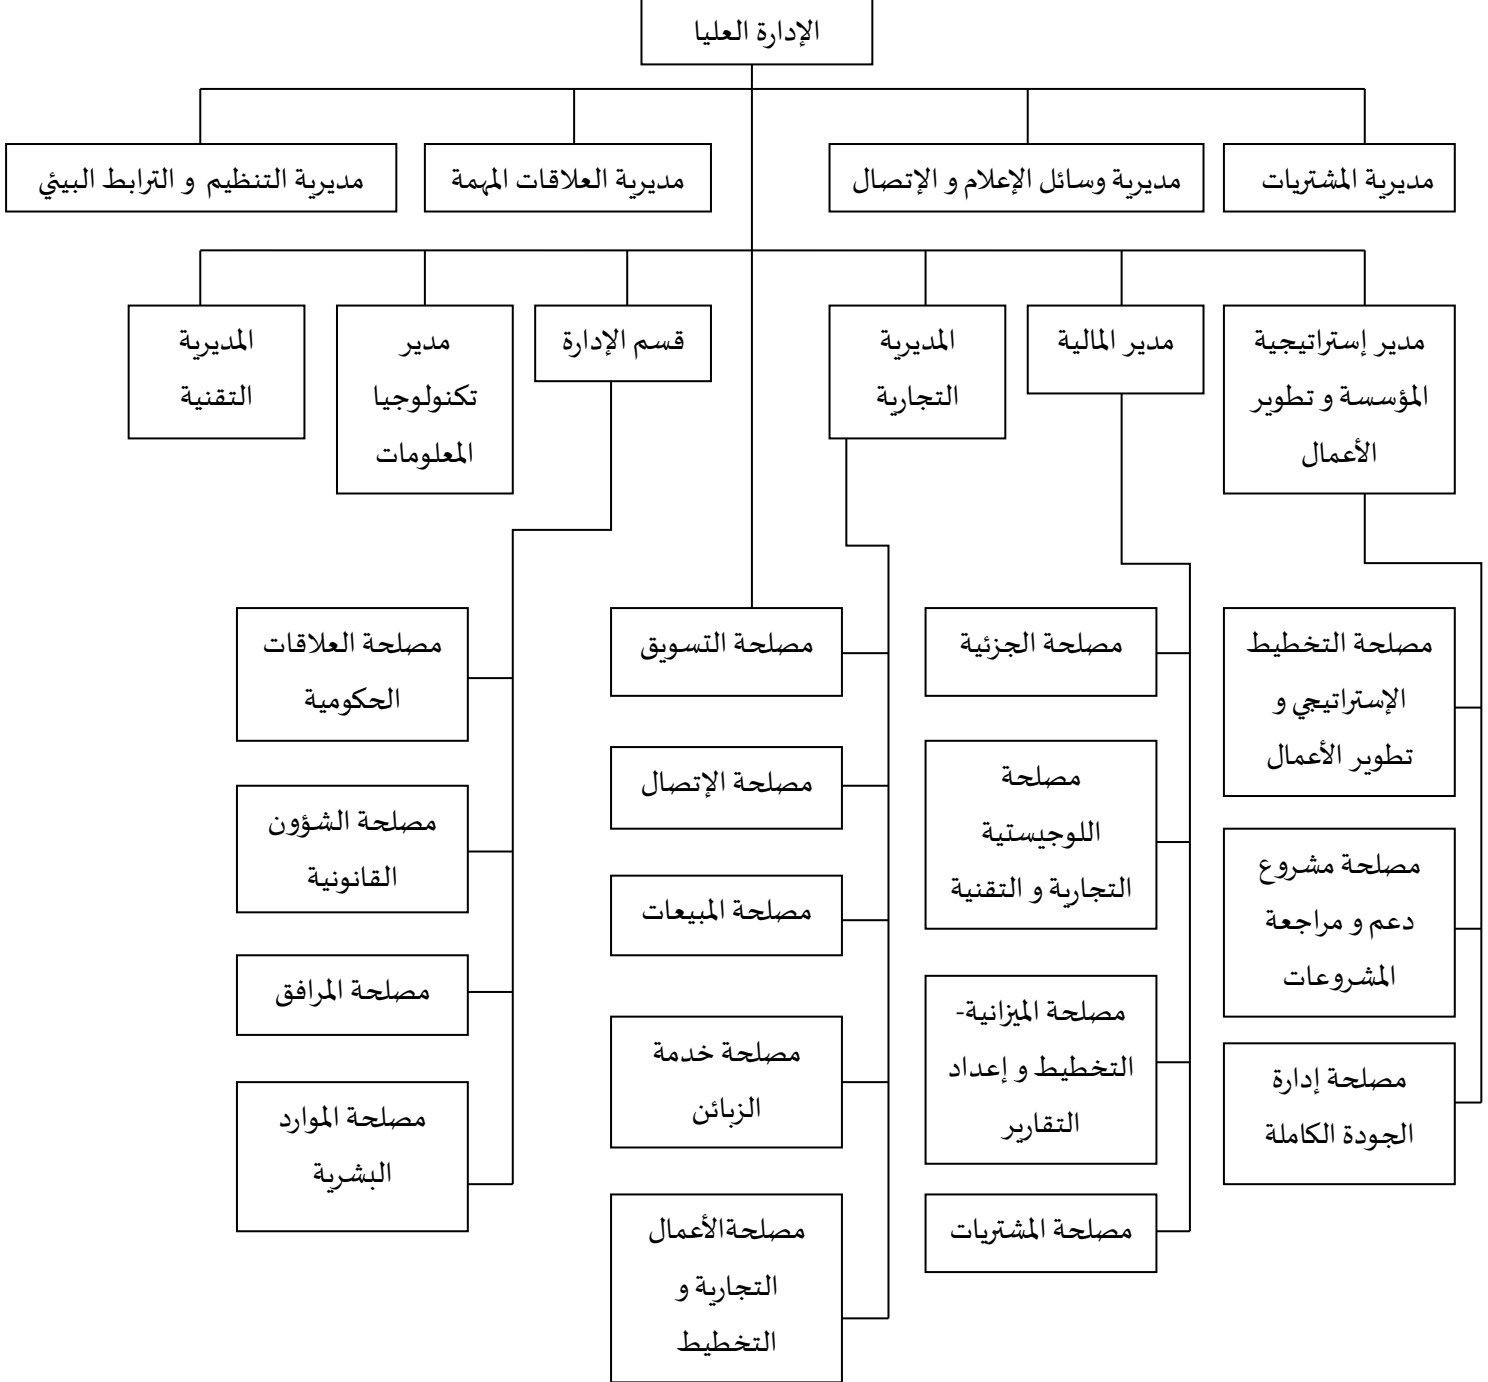 الإدارة العليا
مديرية المشتريات
مديرية وسائل الإعلام و الإتصال
مديرية العلاقات المهمة
مديرية التنظيم و الترابط البيئي
مدير إستراتيجية
المؤسسة و تطوير
الأعمال
مدير المالية
المديرية
التجارية
قسم الإدارة
مدير
تكنولوجيا
المعلومات
المديرية
التقنية
مصلحة التخطيط
الإستراتيجي و
تطوير الأعمال
مصلحة مشروع
دعم و مراجعة
المشروعات
مصلحة إدارة
الجودة الكاملة
مصلحة الجزئية
مصلحة
اللوجيستية
التجارية و التقنية
مصلحة الميزانية-
التخطيط و إعداد
التقارير
مصلحة المشتريات
مصلحة التسويق
مصلحة الإتصال
مصلحة المبيعات
مصلحة خدمة
الزبائن
مصلحةالأعمال
التجارية و
التخطيط
مصلحة العلاقات
الحكومية
مصلحة الشؤون
القانونية
مصلحة المرافق
مصلحة الموارد
البشرية